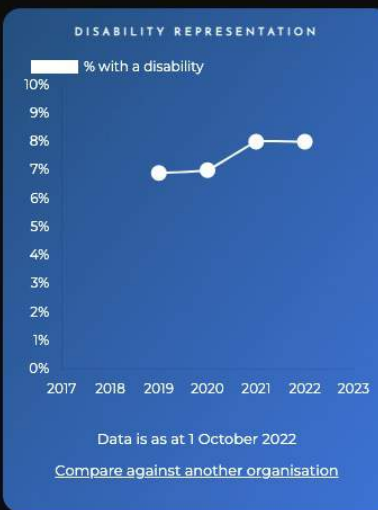 DISABILITY REPRESENTATION
% with a disability
10%
9%
8%
7%
6%
5%
4%
3%
2%
1%
0%
2017 2018 2019 2020 2021 2022 2023
Data is as at 1 October 2022
Compare against another organisation